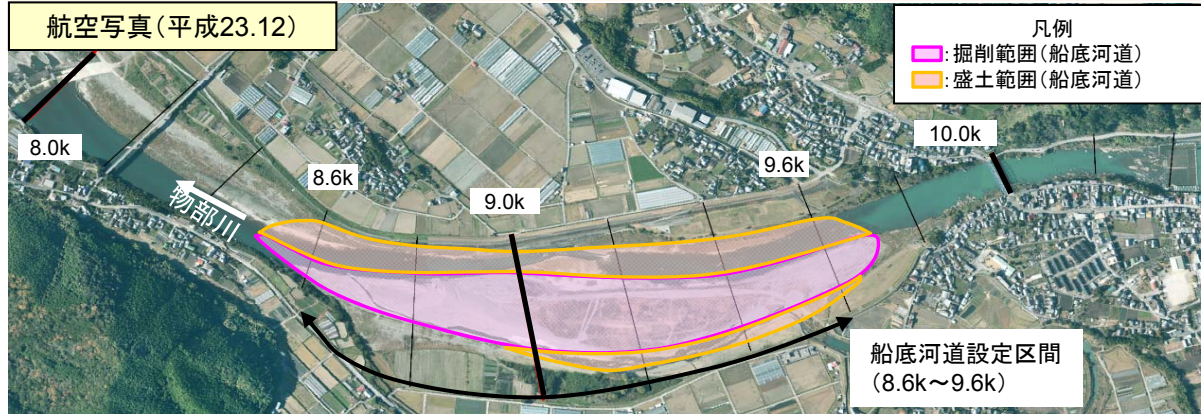 航空写真(平成23.12)
凡例
:掘削範囲(船底河道)
:盛土範囲(船底河道)
8.0k
8.6k
9.0k
9.6k
10.0k
物部川
船底河道設定区間
(8.6k～9.6k)